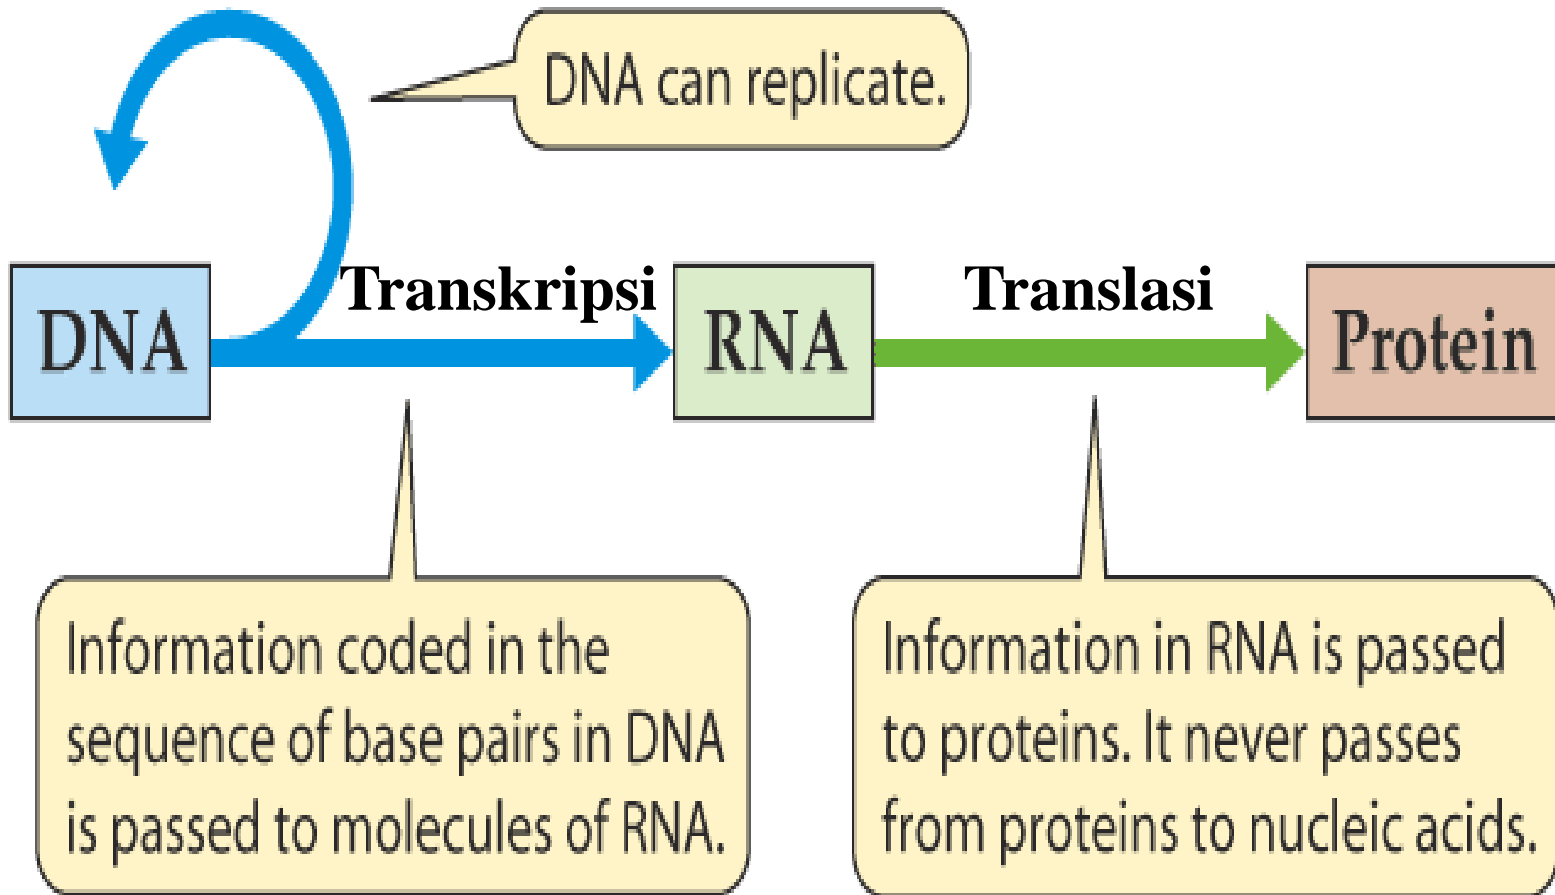 DNA can replicate.
Transkripsi
Translasi
DNA
RNA
Protein
Information coded in the
sequence of base pairs in DNA
is passed to molecules of RNA.
Information in RNA is passed
to proteins. It never passes
from proteins to nucleic acids.